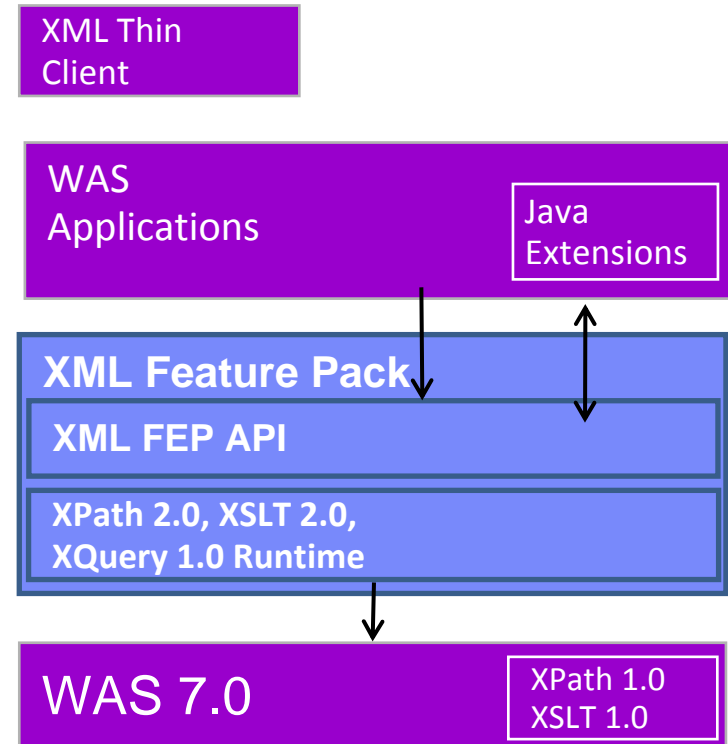 XML Thin
Client
WAS
Applications
Java
Extensions
XML Feature Pack
XML FEP API
XPath 2.0, XSLT 2.0,
XQuery 1.0 Runtime
WAS 7.0
XPath 1.0
XSLT 1.0